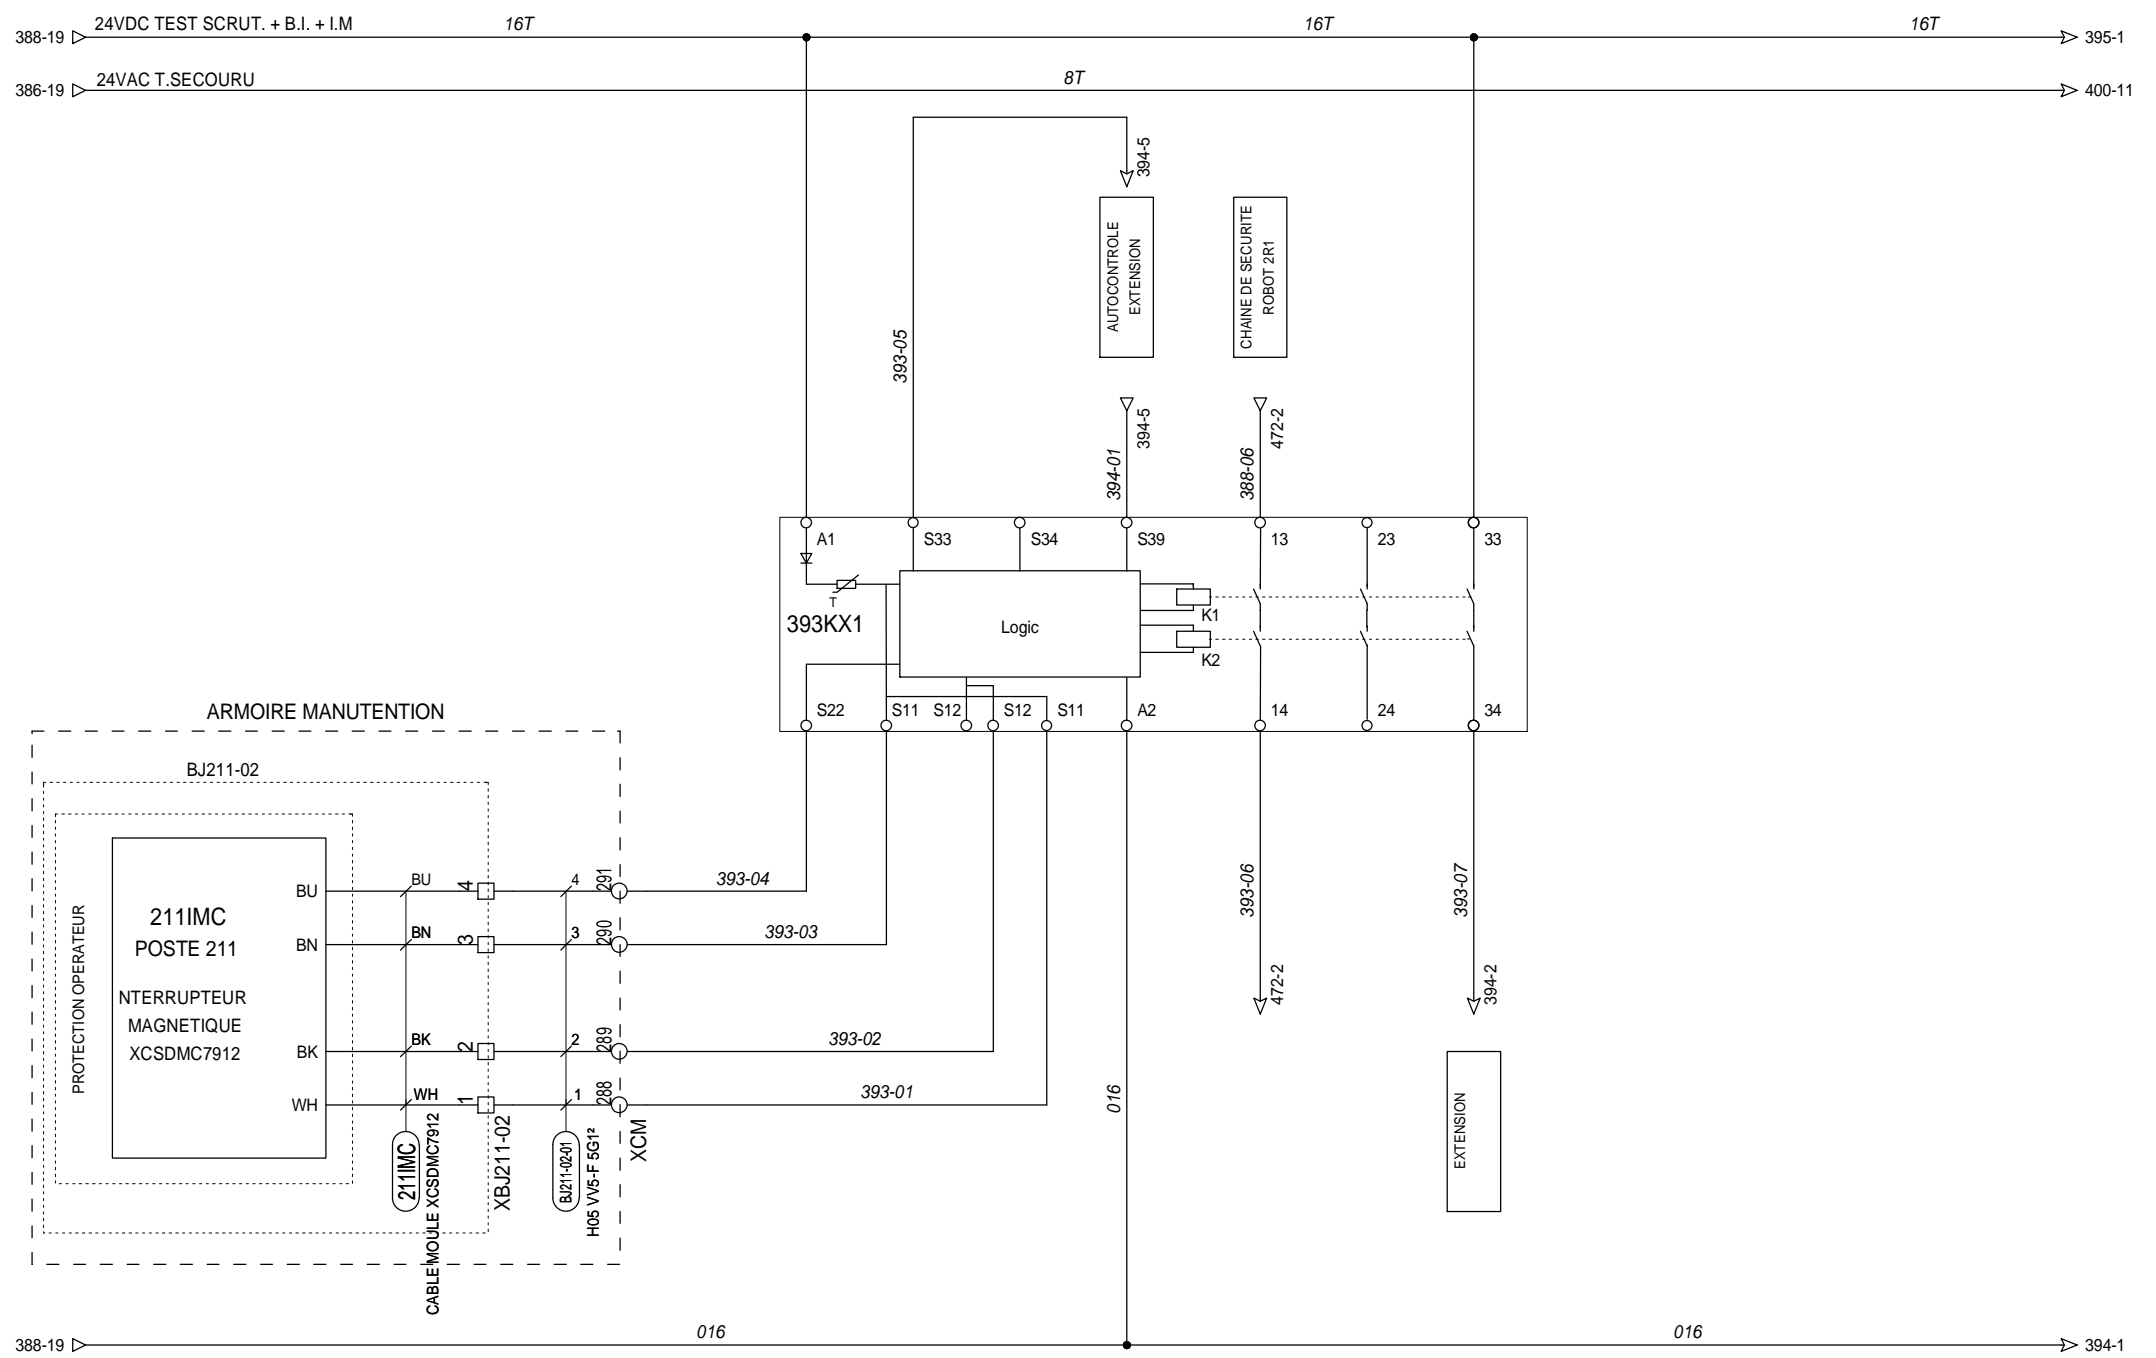 388-19
24VDC TEST SCRUT. + B.I. + I.M
16T
16T
16T
395-1
386-19
24VAC T.SECOURU
8T
400-11
394-5
AUTOCONTROLE
EXTENSION
CHAINE DE SECURITE
ROBOT 2R1
393-05
394-5
472-2
394-01
388-06
A1
S33
S34
S39
13
23
33
T
393KX1
Logic
K1
K2
S22
S11
S12
S12
S11
A2
14
24
34
ARMOIRE MANUTENTION
BJ211-02
PROTECTION OPERATEUR
211IMC
POSTE 211
NTERRUPTEUR
MAGNETIQUE
XCSDMC7912
BU
BU
4
4
291
393-04
BN
BN
3
3
290
393-03
BK
BK
2
2
289
393-02
WH
WH
1
1
288
393-01
211IMC
CABLE MOULE XCSDMC7912
XBJ211-02
BJ211-02-01
H05 VV5-F 5G1²
XCM
016
393-06
393-07
472-2
394-2
EXTENSION
388-19
016
016
394-1